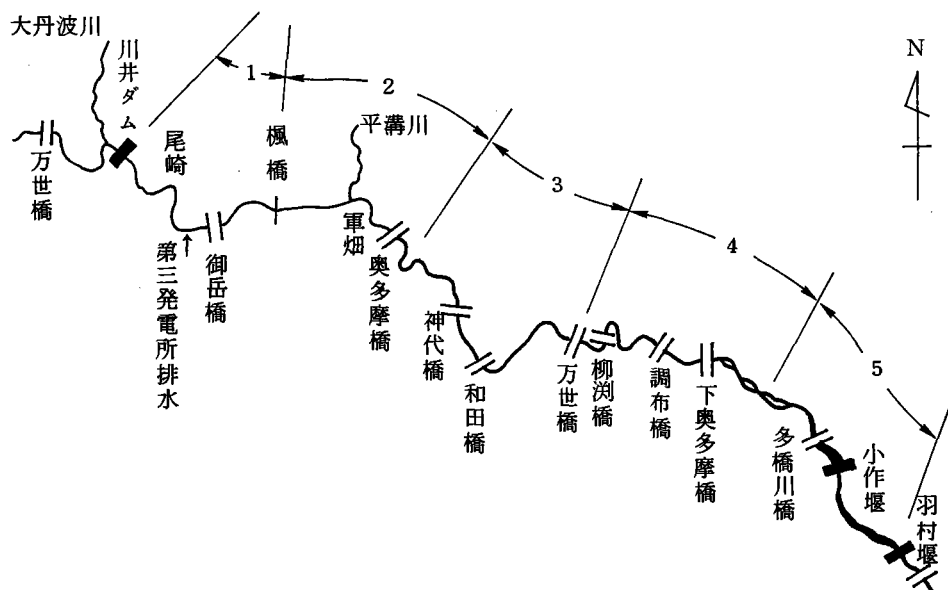 大丹波川
川井ダム
万世橋
尾崎
第三発電所排水
御岳橋
楓橋
平溝川
軍畑
奥多摩橋
神代橋
和田橋
万世橋
柳渕橋
調布橋
下奥多摩橋
多橋川橋
小作堰
羽村堰
1
2
3
4
5
N